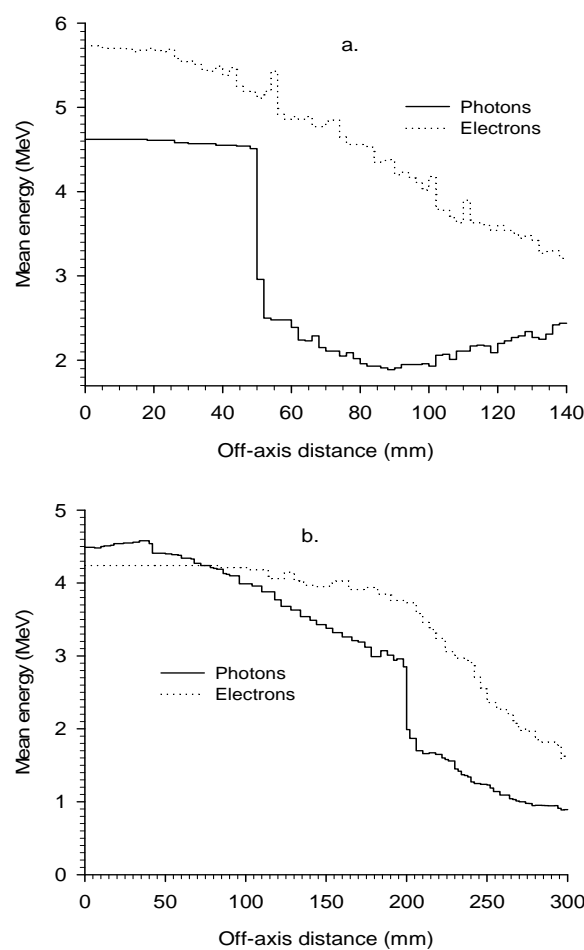 6
a.
5
Photons
Electrons
4
3
2
Mean energy (MeV)
0 20 40 60 80 100 120 140
Off-axis distance (mm)
5
b.
4
3
Photons
Electrons
2
1
0
Mean energy (MeV)
0 50 100 150 200 250 300
Off-axis distance (mm)